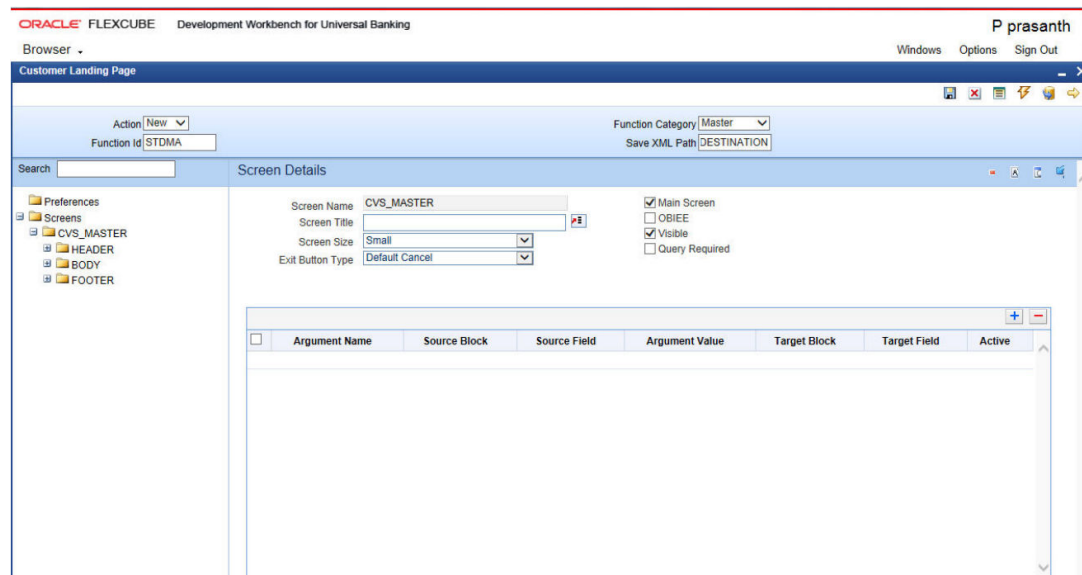 ORACLE FLEXCUBE Development Workbench for Universal Banking P prasanth
Browser Windows Options Sign Out
Customer Landing Page
Action New Function Category Master
Function Id STDMA Save XML Path DESTINATION
Search Screen Details
Preferences
Screens
CVS_MASTER
HEADER
BODY
FOOTER
Screen Name CVS_MASTER Main Screen
Screen Title OBIEE
Screen Size Small Visible
Exit Button Type Default Cancel Query Required
Argument Name Source Block Source Field Argument Value Target Block Target Field Active